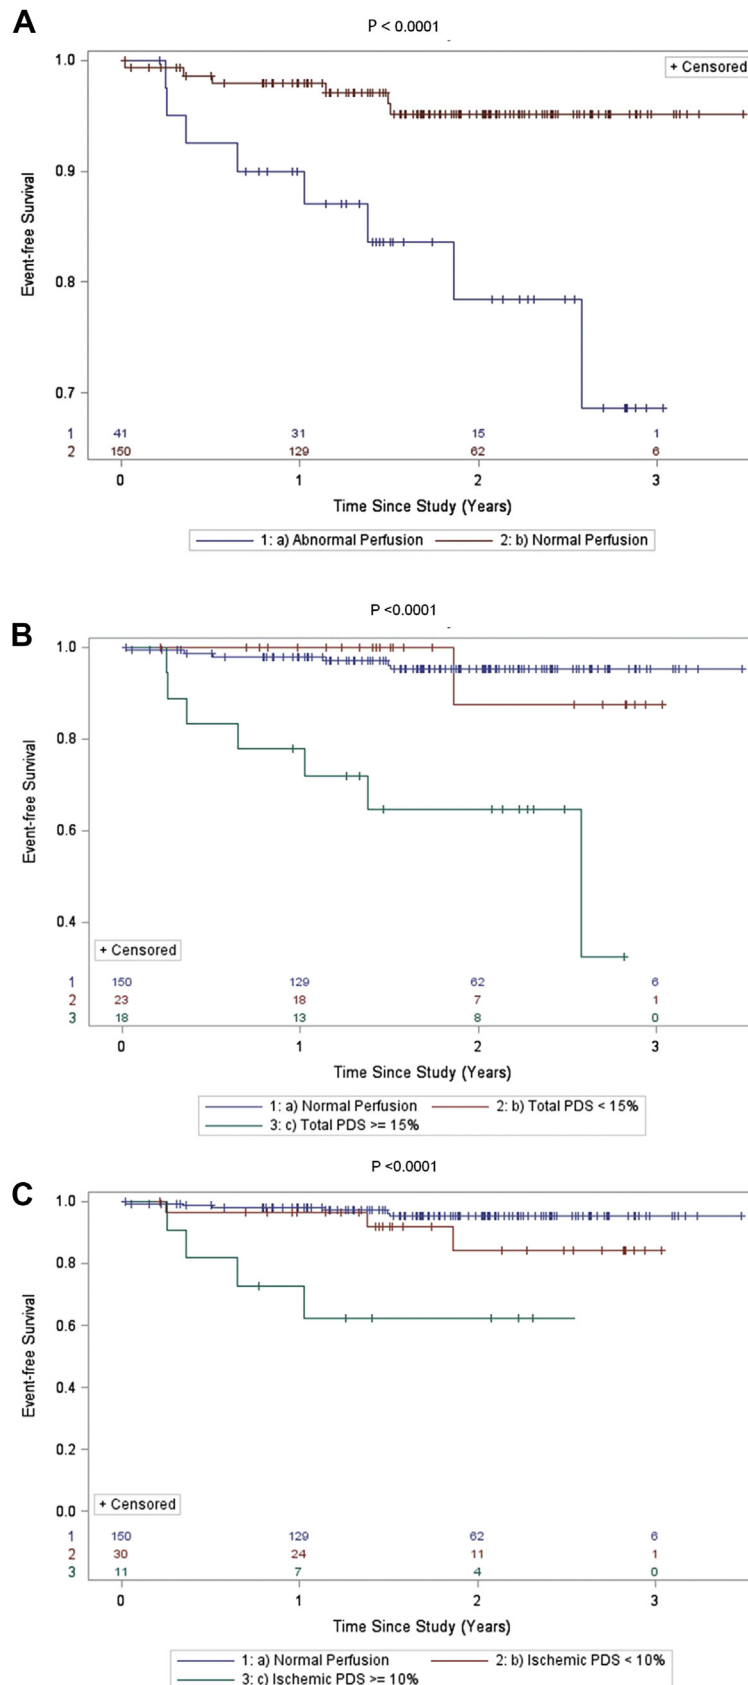 A
P < 0.0001
+ Censored
Event-free Survival
1.0
0.9
0.8
0.7
1 41 31 15 1
2 150 129 62 6
0 1 2 3
Time Since Study (Years)
1: a) Abnormal Perfusion 2: b) Normal Perfusion
B
P <0.0001
Event-free Survival
1.0
0.8
0.6
0.4
+ Censored
1 150 129 62 6
2 23 18 7 1
3 18 13 8 0
0 1 2 3
Time Since Study (Years)
1: a) Normal Perfusion 2: b) Total PDS < 15%
3: c) Total PDS >= 15%
C
P <0.0001
Event-free Survival
1.0
0.8
0.6
0.4
0.2
0.0
+ Censored
1 150 129 62 6
2 30 24 11 1
3 11 7 4 0
0 1 2 3
Time Since Study (Years)
1: a) Normal Perfusion 2: b) Ischemic PDS < 10%
3: c) Ischemic PDS >= 10%